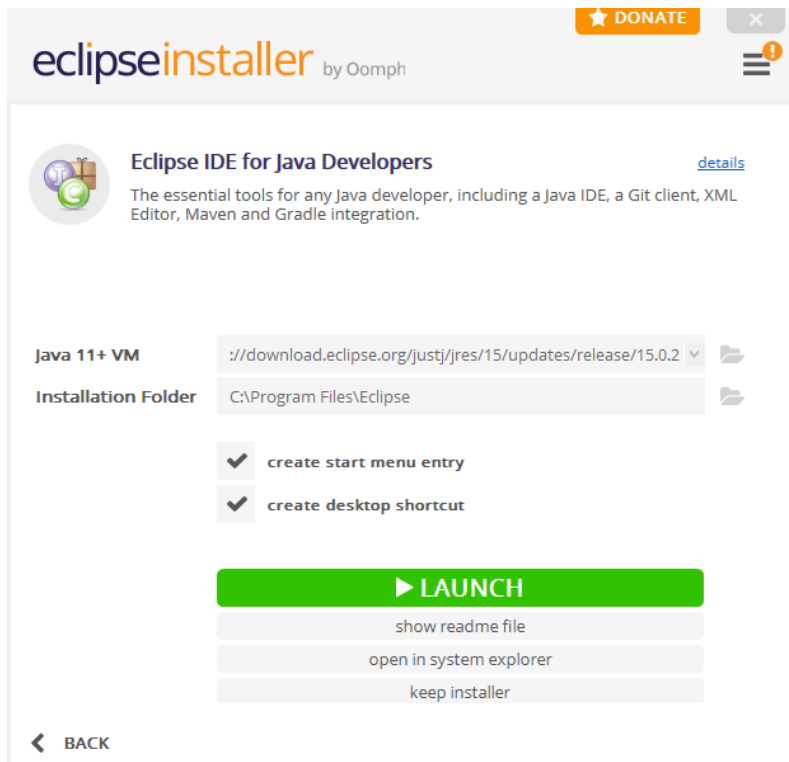 DONATE
eclipseinstaller by Oomph
Eclipse IDE for Java Developers
details
The essential tools for any Java developer, including a Java IDE, a Git client, XML
Editor, Maven and Gradle integration.
Java 11+ VM
://download.eclipse.org/justj/jres/15/updates/release/15.0.2
Installation Folder
C:\Program Files\Eclipse
create start menu entry
create desktop shortcut
LAUNCH
show readme file
open in system explorer
keep installer
BACK